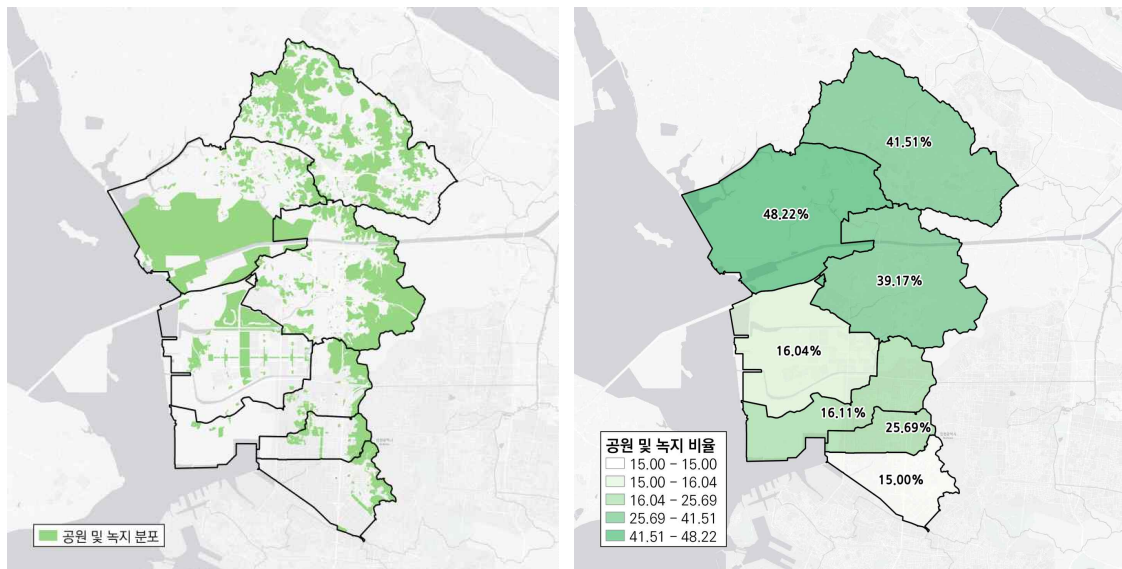 공원 및 녹지 분포
41.51%
48.22%
39.17%
16.04%
16.11%
25.69%
15.00%
공원 및 녹지 비율
15.00 – 15.00
15.00 – 16.04
16.04 – 25.69
25.69 – 41.51
41.51 – 48.22